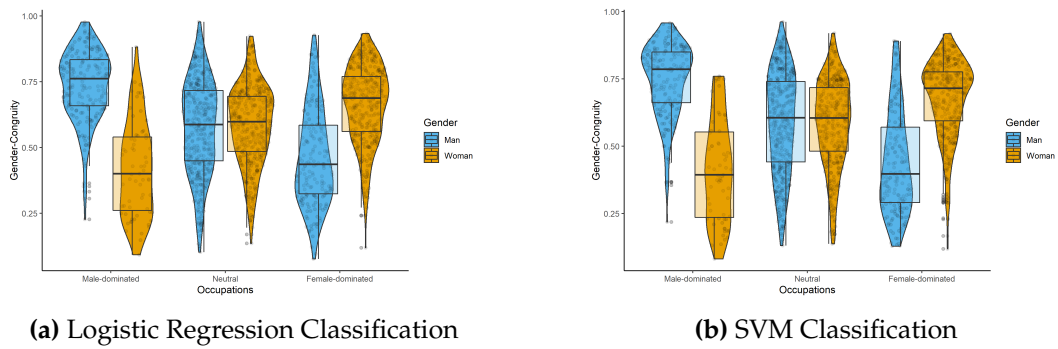 1.00
0.75
0.50
0.25
Gender-Congruity
Male-dominated
Neutral
Female-dominated
Occupations
Gender
Man
Woman
(a) Logistic Regression Classification
1.00
0.75
0.50
0.25
Gender-Congruity
Male-dominated
Neutral
Female-dominated
Occupations
Gender
Man
Woman
(b) SVM Classification